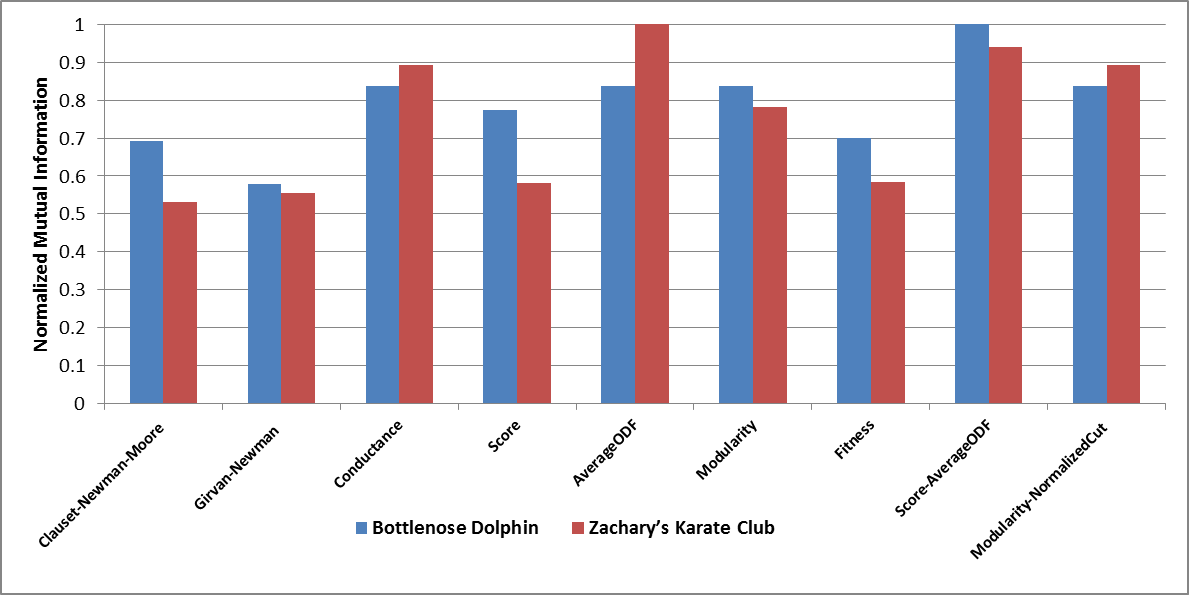 Normalized Mutual Information
1
0.9
0.8
0.7
0.6
0.5
0.4
0.3
0.2
0.1
0
Clauset-Newman-Moore
Girvan-Newman
Conductance
Score
AverageODF
Modularity
Fitness
Score-AverageODF
Modularity-NormalizedCut
Bottlenose Dolphin
Zachary’s Karate Club